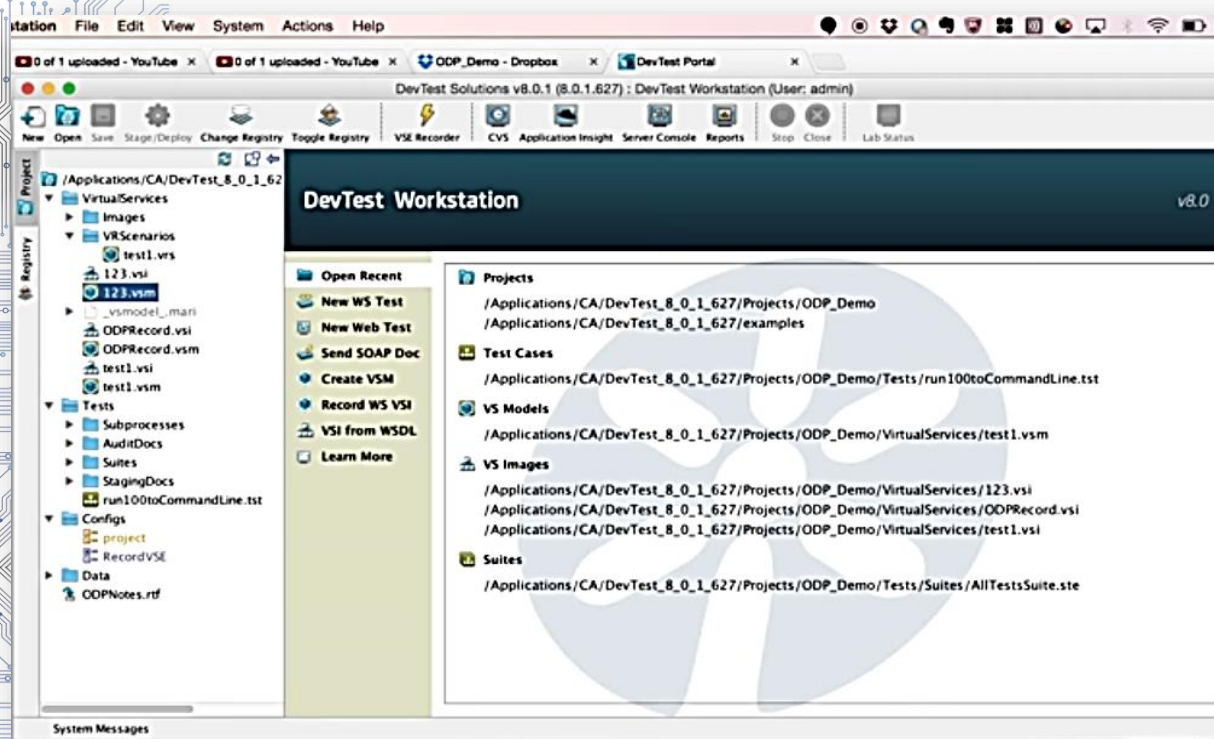 station File Edit View System Actions Help
0 of 1 uploaded - YouTube × 0 of 1 uploaded - YouTube × ODP_Demo - Dropbox × DevTest Portal ×
DevTest Solutions v8.0.1 (8.0.1.627) : DevTest Workstation (User: admin)
New Open Save Stage/Deploy Change Registry Toggle Registry VSE Recorder CVS Application Insight Server Console Reports Stop Close Lab Status
Project
Registry
/Applications/CA/DevTest_8_0_1_62
VirtualServices
Images
VRScenarios
test1.vrs
123.vsi
123.vsm
_vsmodel_.mari
ODPRecord.vsi
ODPRecord.vsm
test1.vsi
test1.vsm
Tests
Subprocesses
AuditDocs
Suites
StagingDocs
run100toCommandLine.tst
Configs
project
RecordVSE
Data
ODPNotes.rtf
DevTest Workstation
v8.0
Open Recent
New WS Test
New Web Test
Send SOAP Doc
Create VSM
Record WS VSI
VSI from WSDL
Learn More
Projects
/Applications/CA/DevTest_8_0_1_627/Projects/ODP_Demo
/Applications/CA/DevTest_8_0_1_627/examples
Test Cases
/Applications/CA/DevTest_8_0_1_627/Projects/ODP_Demo/Tests/run100toCommandLine.tst
VS Models
/Applications/CA/DevTest_8_0_1_627/Projects/ODP_Demo/VirtualServices/test1.vsm
VS Images
/Applications/CA/DevTest_8_0_1_627/Projects/ODP_Demo/VirtualServices/123.vsi
/Applications/CA/DevTest_8_0_1_627/Projects/ODP_Demo/VirtualServices/ODPRecord.vsi
/Applications/CA/DevTest_8_0_1_627/Projects/ODP_Demo/VirtualServices/test1.vsi
Suites
/Applications/CA/DevTest_8_0_1_627/Projects/ODP_Demo/Tests/Suites/AllTestsSuite.ste
System Messages